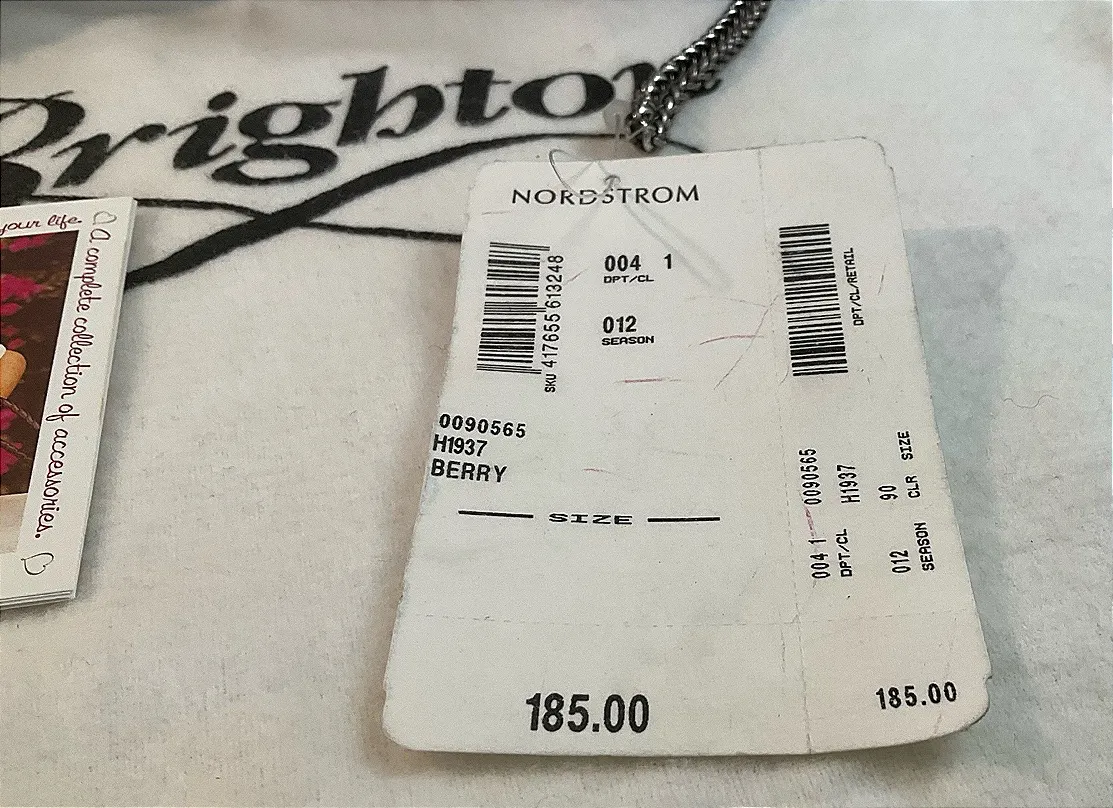 Brighton
your life.
a complete collection of accessories.
NORDSTROM
SKU 417655 613248
004 1
DPT/CL
012
SEASON
0090565
H1937
BERRY
SIZE
185.00
DPT/CL/RETAIL
004 1 0090565
DPT/CL H1937
90
012 CLR SIZE
SEASON
185.00